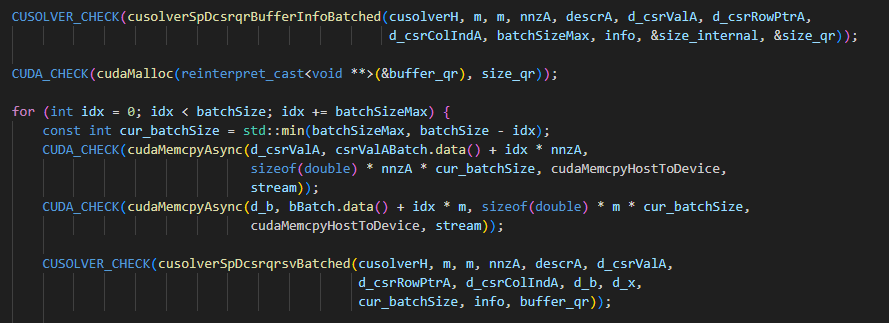 CUSOLVER_CHECK(cusolverSpDcsrqrBufferInfoBatched(cusolverH, m, m, nnzA, descrA, d_csrValA, d_csrRowPtrA,
d_csrColIndA, batchSizeMax, info, &size_internal, &size_qr));
CUDA_CHECK(cudaMalloc(reinterpret_cast<void **>(&buffer_qr), size_qr));
for (int idx = 0; idx < batchSize; idx += batchSizeMax) {
const int cur_batchSize = std::min(batchSizeMax, batchSize - idx);
CUDA_CHECK(cudaMemcpyAsync(d_csrValA, csrValABatch.data() + idx * nnzA,
sizeof(double) * nnzA * cur_batchSize, cudaMemcpyHostToDevice,
stream));
CUDA_CHECK(cudaMemcpyAsync(d_b, bBatch.data() + idx * m, sizeof(double) * m * cur_batchSize,
cudaMemcpyHostToDevice, stream));
CUSOLVER_CHECK(cusolverSpDcsrqrsvBatched(cusolverH, m, m, nnzA, descrA, d_csrValA,
d_csrRowPtrA, d_csrColIndA, d_b, d_x,
cur_batchSize, info, buffer_qr));